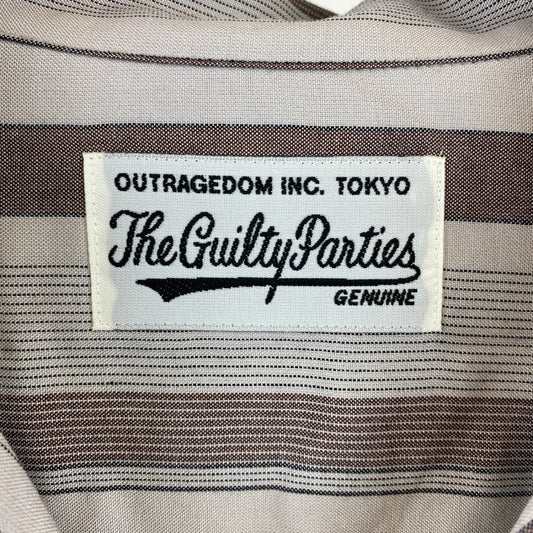 OUTRAGEDOM INC. TOKYO
The Guilty Parties
GENUINE